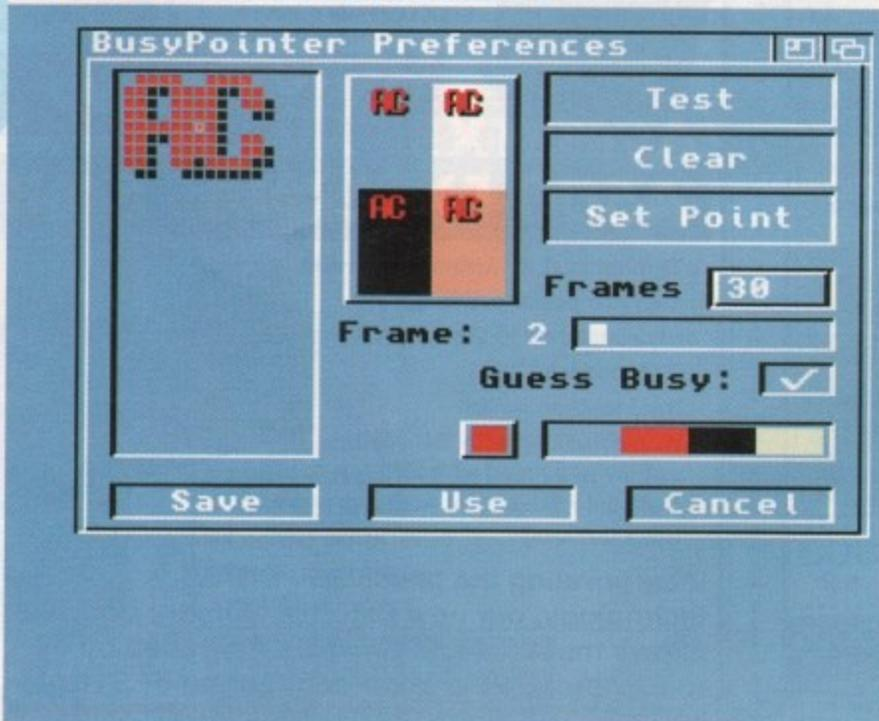 BusyPointer Preferences
AC
AC AC
AC AC
Test
Clear
Set Point
Frames 30
Frame: 2
Guess Busy:
Save Use Cancel